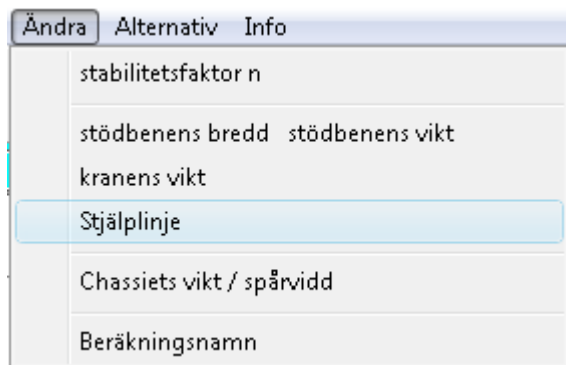 Ändra Alternativ Info
stabilitetsfaktor n
stödbenens bredd stödbenens vikt
kranens vikt
Stjälplinje
Chassiets vikt / spårvidd
Beräkningsnamn